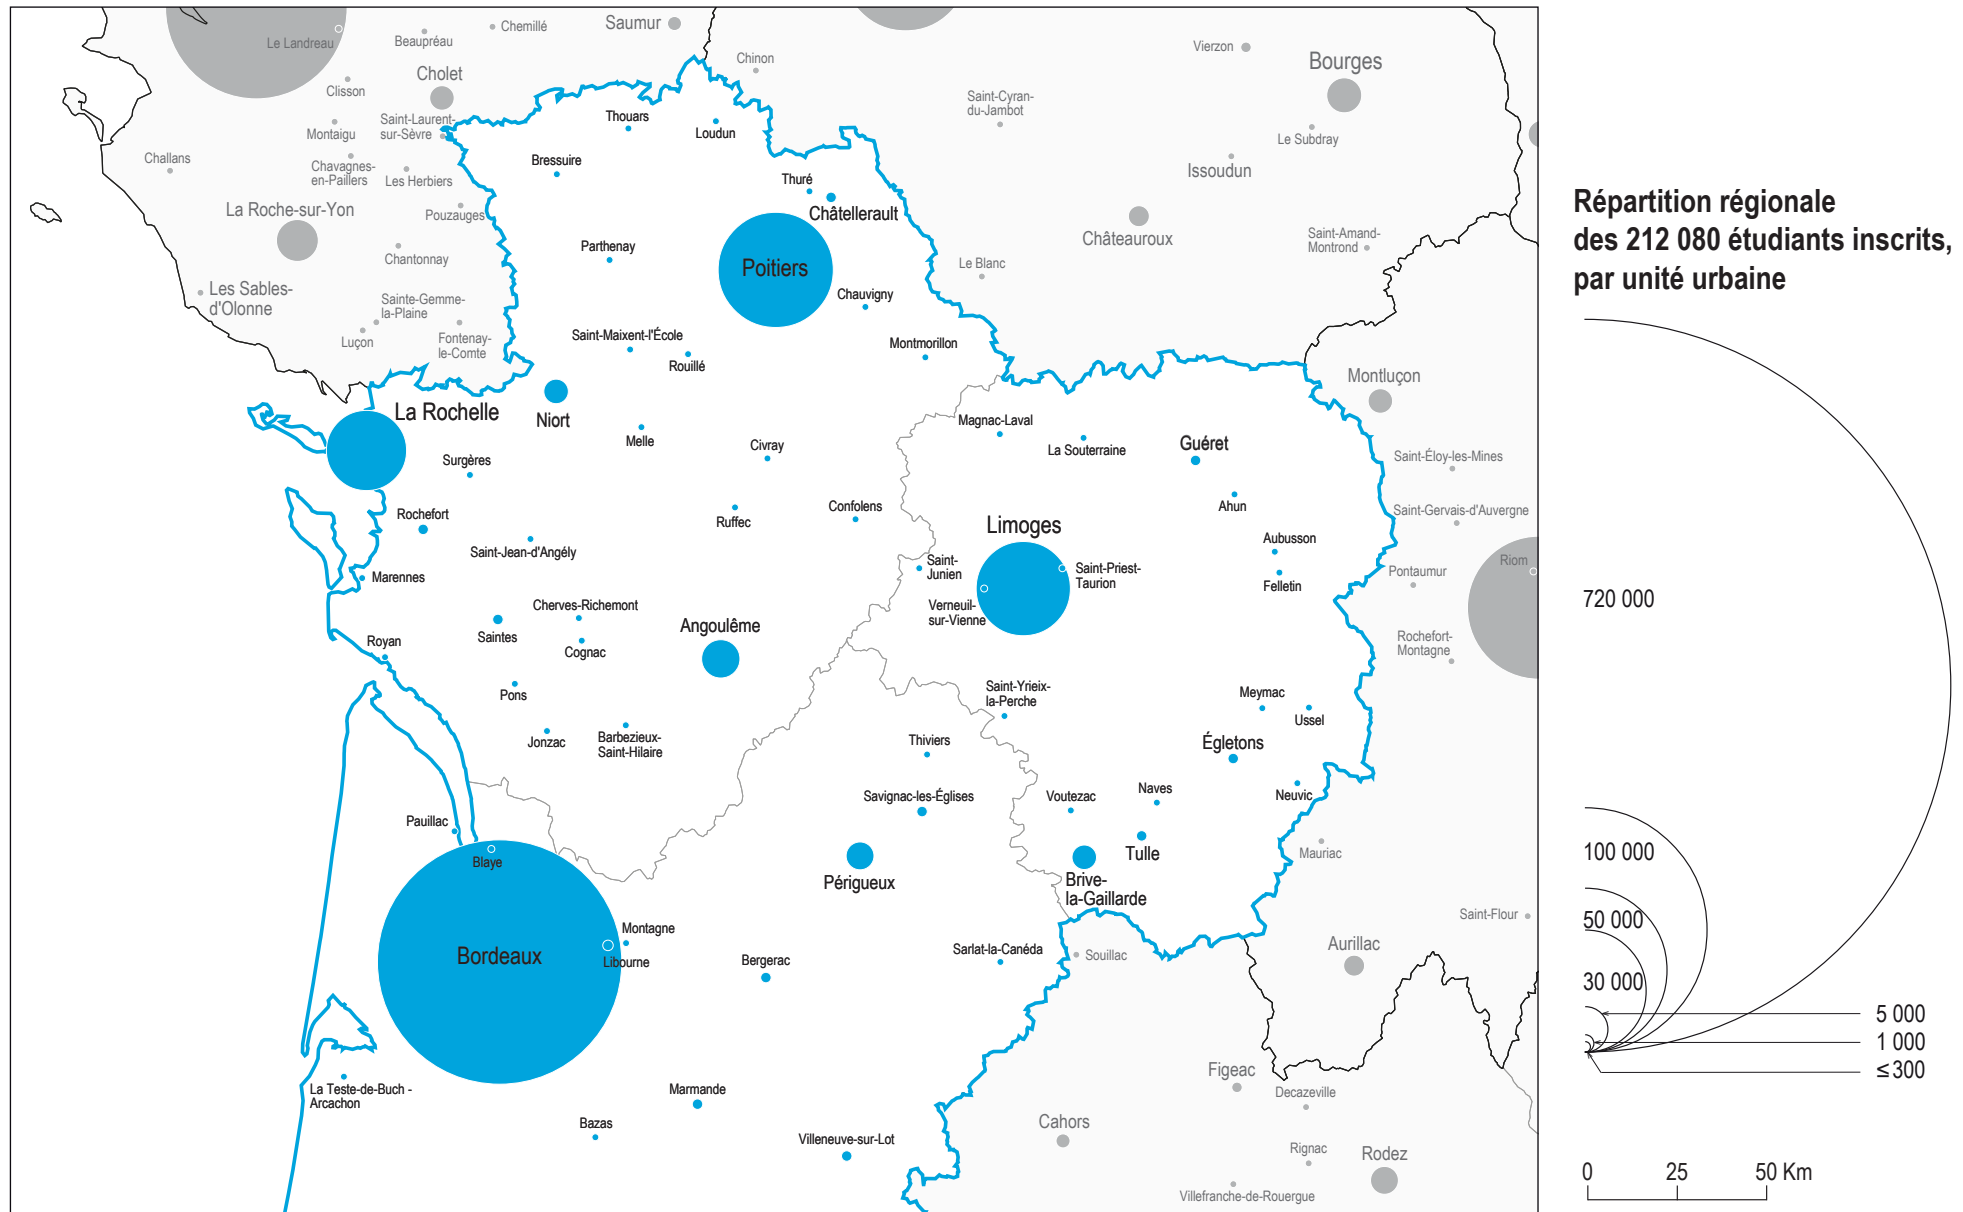 Le Landreau
Beaupréau
Chemillé
Saumur
Chinon
Vierzon
Bourges
Cholet
Clisson
Saint-Cyran-
du-Jambot
Montaigu
Saint-Laurent-
sur-Sèvre
Thouars
Loudun
Le Subdray
Challans
Chavagnes-
en-Paillers
Les Herbiers
Bressuire
Thuré
Issoudun
La Roche-sur-Yon
Pouzauges
Châtellerault
Châteauroux
Saint-Amand-
Montrond
Chantonnay
Parthenay
Poitiers
Le Blanc
Les Sables-
d'Olonne
Sainte-Gemme-
la-Plaine
Chauvigny
Luçon
Fontenay-
le-Comte
Saint-Maixent-l'École
Rouillé
Montmorillon
Montluçon
La Rochelle
Niort
Melle
Civray
Magnac-Laval
La Souterraine
Guéret
Saint-Éloy-les-Mines
Surgères
Rochefort
Ruffec
Confolens
Limoges
Ahun
Saint-Gervais-d'Auvergne
Saint-Jean-d'Angély
Aubusson
Riom
Marennes
Saint-
Junien
Saint-Priest-
Taurion
Felletin
Pontaumur
Cherves-Richemont
Verneuil-
sur-Vienne
Saintes
Cognac
Angoulême
Royan
Rochefort-
Montagne
Pons
Saint-Yrieix-
la-Perche
Meymac
Ussel
Jonzac
Barbezieux-
Saint-Hilaire
Thiviers
Égletons
Savignac-les-Églises
Voutezac
Naves
Neuvic
Pauillac
Blaye
Périgueux
Tulle
Mauriac
Brive-
la-Gaillarde
Montagne
Saint-Flour
Bordeaux
Libourne
Bergerac
Sarlat-la-Canéda
Souillac
Aurillac
La Teste-de-Buch -
Arcachon
Marmande
Figeac
Decazeville
Bazas
Villeneuve-sur-Lot
Cahors
Rignac
Rodez
Villefranche-de-Rouergue
Répartition régionale
des 212 080 étudiants inscrits,
par unité urbaine
720 000
100 000
50 000
30 000
5 000
1 000
≤ 300
0 25 50 Km